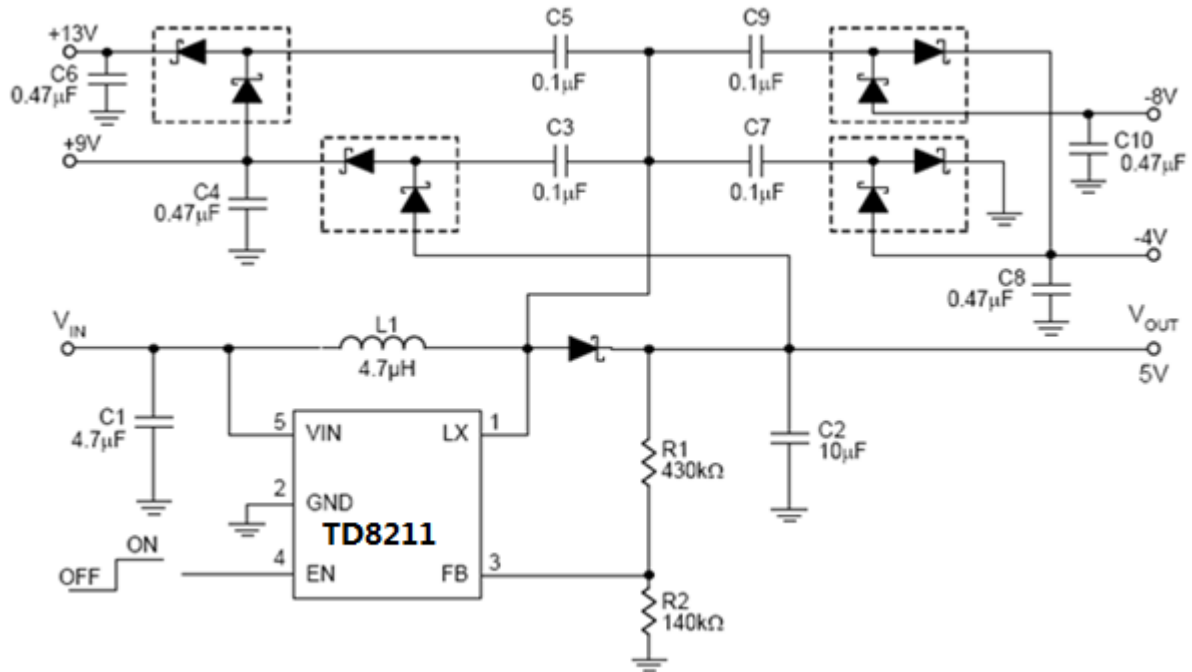 +13V
C6
0.47µF
C5
0.1µF
C9
0.1µF
-8V
C10
0.47µF
+9V
C4
0.47µF
C3
0.1µF
C7
0.1µF
-4V
C8
0.47µF
VIN
L1
4.7µH
VOUT
5V
C1
4.7µF
5
VIN
LX
1
2
GND
TD8211
OFF
ON
4
EN
FB
3
R1
430kΩ
C2
10µF
R2
140kΩ